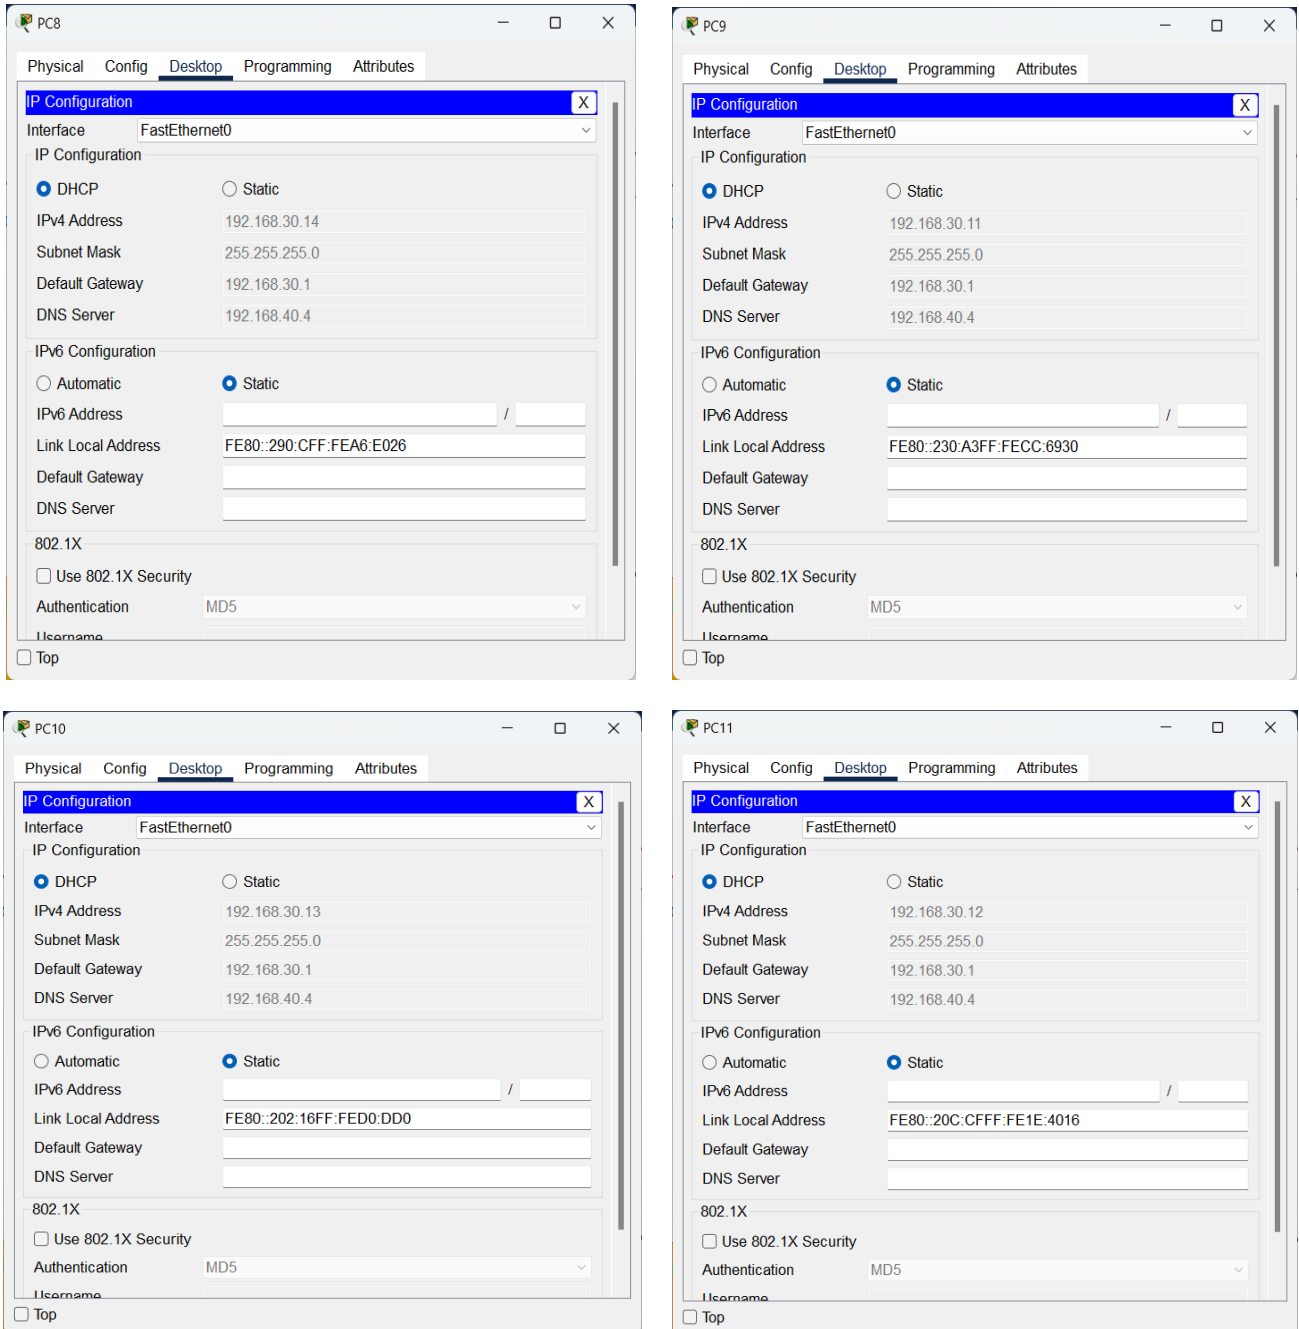 PC8
Physical Config Desktop Programming Attributes
IP Configuration X
Interface FastEthernet0
IP Configuration
DHCP Static
IPv4 Address 192.168.30.14
Subnet Mask 255.255.255.0
Default Gateway 192.168.30.1
DNS Server 192.168.40.4
IPv6 Configuration
Automatic Static
IPv6 Address /
Link Local Address FE80::290:CFF:FEA6:E026
Default Gateway
DNS Server
802.1X
Use 802.1X Security
Authentication MD5
Username
Top
PC9
Physical Config Desktop Programming Attributes
IP Configuration X
Interface FastEthernet0
IP Configuration
DHCP Static
IPv4 Address 192.168.30.11
Subnet Mask 255.255.255.0
Default Gateway 192.168.30.1
DNS Server 192.168.40.4
IPv6 Configuration
Automatic Static
IPv6 Address /
Link Local Address FE80::230:A3FF:FECC:6930
Default Gateway
DNS Server
802.1X
Use 802.1X Security
Authentication MD5
Username
Top
PC10
Physical Config Desktop Programming Attributes
IP Configuration X
Interface FastEthernet0
IP Configuration
DHCP Static
IPv4 Address 192.168.30.13
Subnet Mask 255.255.255.0
Default Gateway 192.168.30.1
DNS Server 192.168.40.4
IPv6 Configuration
Automatic Static
IPv6 Address /
Link Local Address FE80::202:16FF:FED0:DD0
Default Gateway
DNS Server
802.1X
Use 802.1X Security
Authentication MD5
Username
Top
PC11
Physical Config Desktop Programming Attributes
IP Configuration X
Interface FastEthernet0
IP Configuration
DHCP Static
IPv4 Address 192.168.30.12
Subnet Mask 255.255.255.0
Default Gateway 192.168.30.1
DNS Server 192.168.40.4
IPv6 Configuration
Automatic Static
IPv6 Address /
Link Local Address FE80::20C:CFFF:FE1E:4016
Default Gateway
DNS Server
802.1X
Use 802.1X Security
Authentication MD5
Username
Top